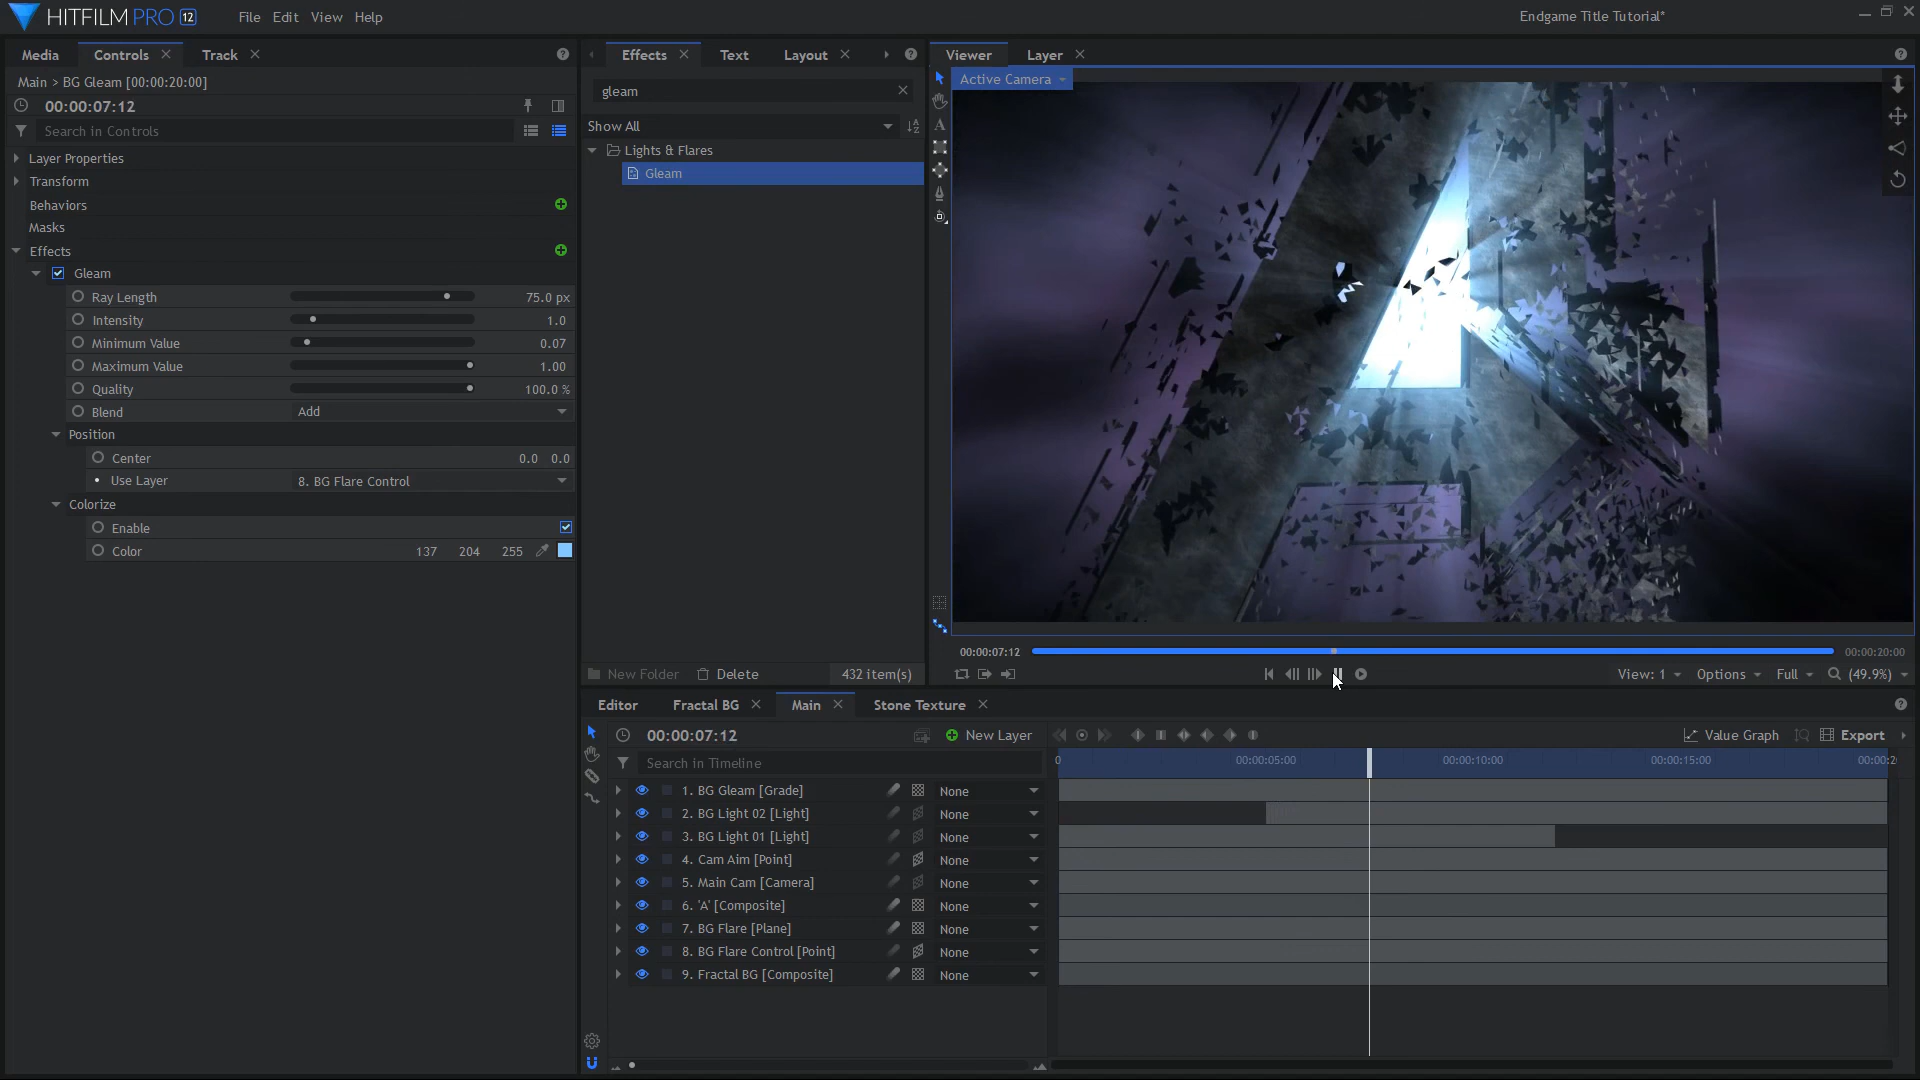 HITFILM PRO 12 File Edit View Help Endgame Title Tutorial*
Media Controls Track
Main > BG Gleam [00:00:20:00]
00:00:07:12
Search in Controls
Layer Properties
Transform
Behaviors
Masks
Effects
Gleam
Ray Length 75.0 px
Intensity 1.0
Minimum Value 0.07
Maximum Value 1.00
Quality 100.0 %
Blend Add
Position
Center 0.0 0.0
Use Layer 8. BG Flare Control
Colorize
Enable
Color 137 204 255
Effects Text Layout
gleam
Show All
Lights & Flares
Gleam
New Folder Delete 432 item(s)
Viewer Layer
Active Camera
00:00:07:12 00:00:20:00
View: 1 Options Full (49.9%)
Editor Fractal BG Main Stone Texture
00:00:07:12 New Layer Value Graph Export
Search in Timeline
0 00:00:05:00 00:00:10:00 00:00:15:00 00:00:2
1. BG Gleam [Grade] None
2. BG Light 02 [Light] None
3. BG Light 01 [Light] None
4. Cam Aim [Point] None
5. Main Cam [Camera] None
6. 'A' [Composite] None
7. BG Flare [Plane] None
8. BG Flare Control [Point] None
9. Fractal BG [Composite] None